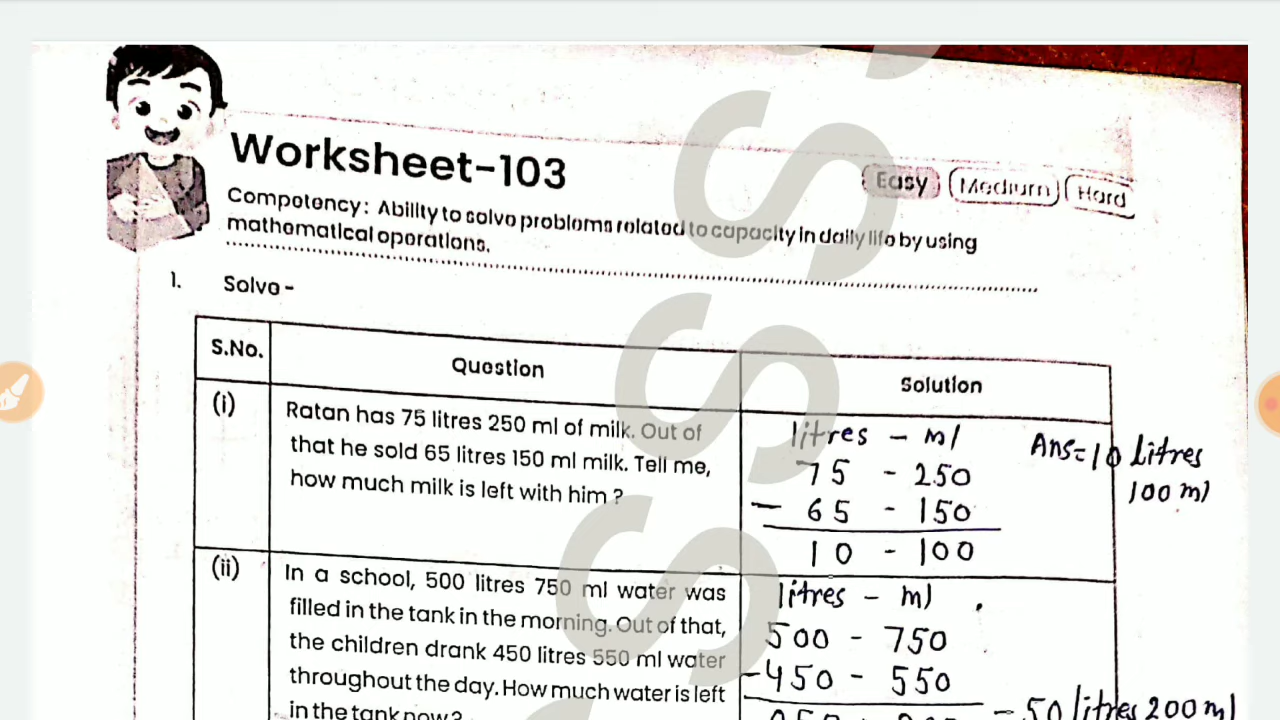 Worksheet-103
Easy Medium Hard
Competency: Ability to solve problems related to capacity in daily life by using
mathematical operations.
1. Solve -
S.No. Question Solution
(i) Ratan has 75 litres 250 ml of milk. Out of
that he sold 65 litres 150 ml milk. Tell me,
how much milk is left with him ?
litres - ml
75 - 250
- 65 - 150
10 - 100
Ans = 10 litres
100 ml
(ii) In a school, 500 litres 750 ml water was
filled in the tank in the morning. Out of that,
the children drank 450 litres 550 ml water
throughout the day. How much water is left
in the tank now?
litres - ml
500 - 750
- 450 - 550
- 50 litres 200 ml